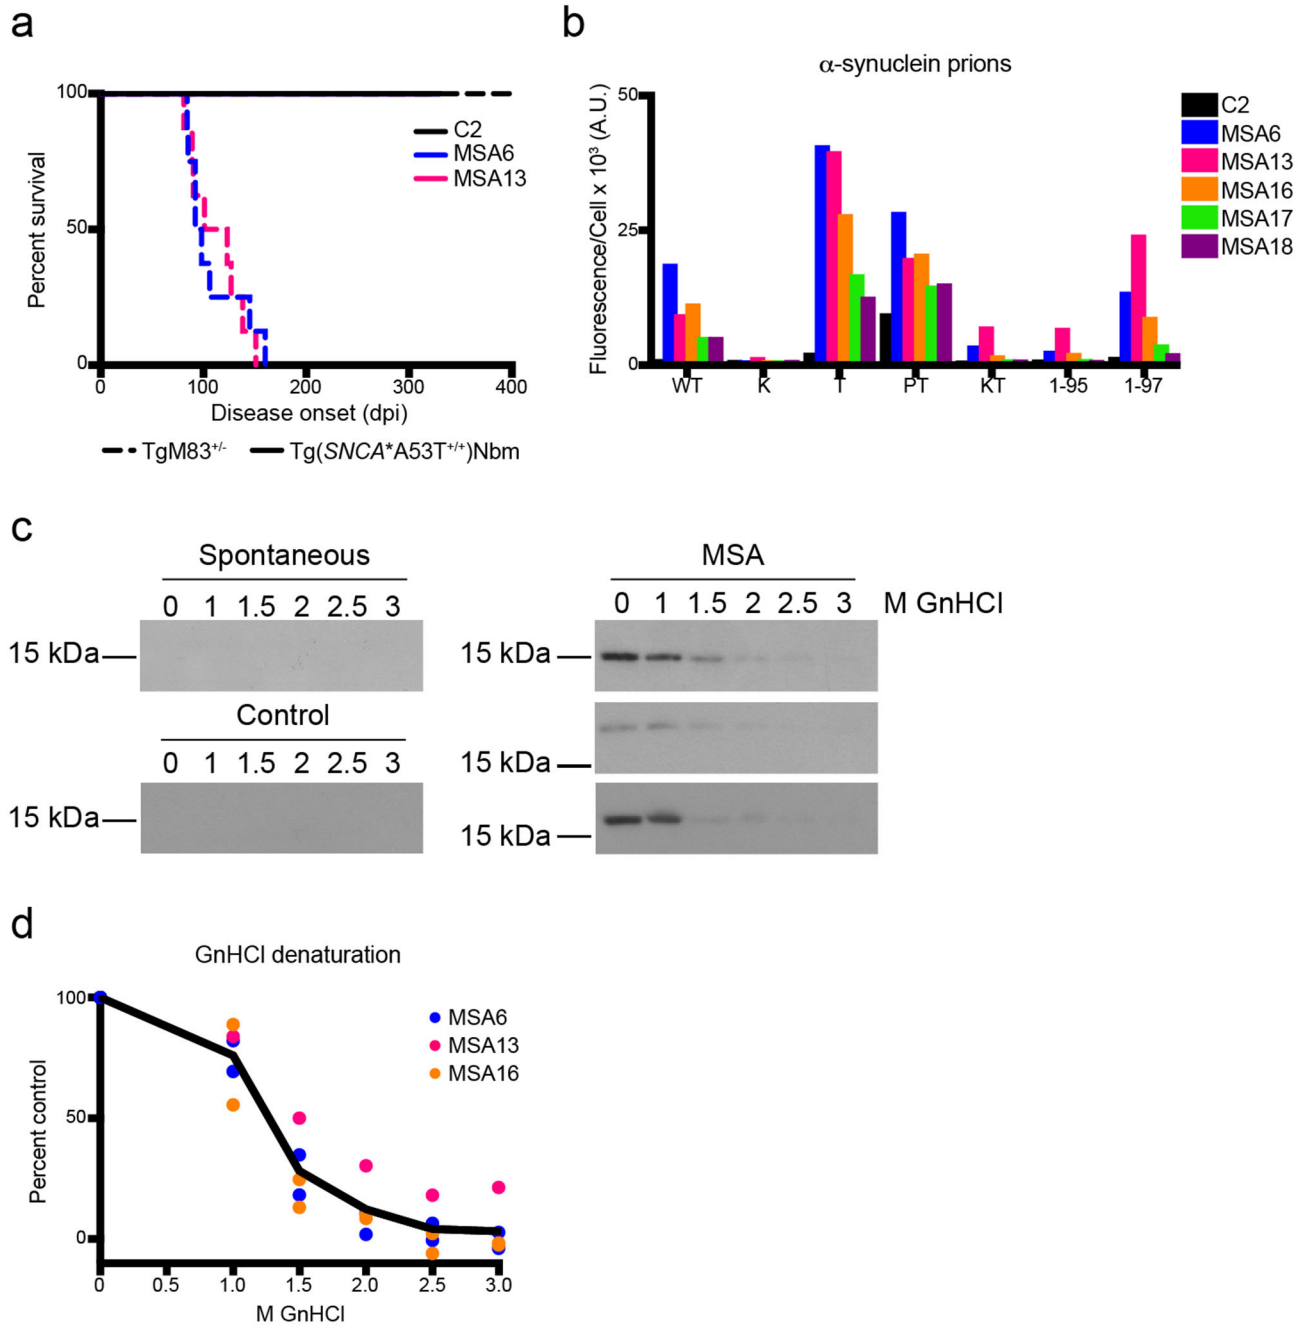 a
100
50
0
Percent survival
C2
MSA6
MSA13
0 100 200 300 400
Disease onset (dpi)
TgM83+/- Tg(SNCA*A53T+/+)Nbm
b
α-synuclein prions
50
25
0
Fluorescence/Cell x 10³ (A.U.)
C2
MSA6
MSA13
MSA16
MSA17
MSA18
WT K T PT KT 1-95 1-97
c
Spontaneous
0 1 1.5 2 2.5 3
15 kDa
Control
0 1 1.5 2 2.5 3
15 kDa
MSA
0 1 1.5 2 2.5 3 M GnHCl
15 kDa
15 kDa
15 kDa
d
GnHCl denaturation
100
50
0
Percent control
MSA6
MSA13
MSA16
0 0.5 1.0 1.5 2.0 2.5 3.0
M GnHCl